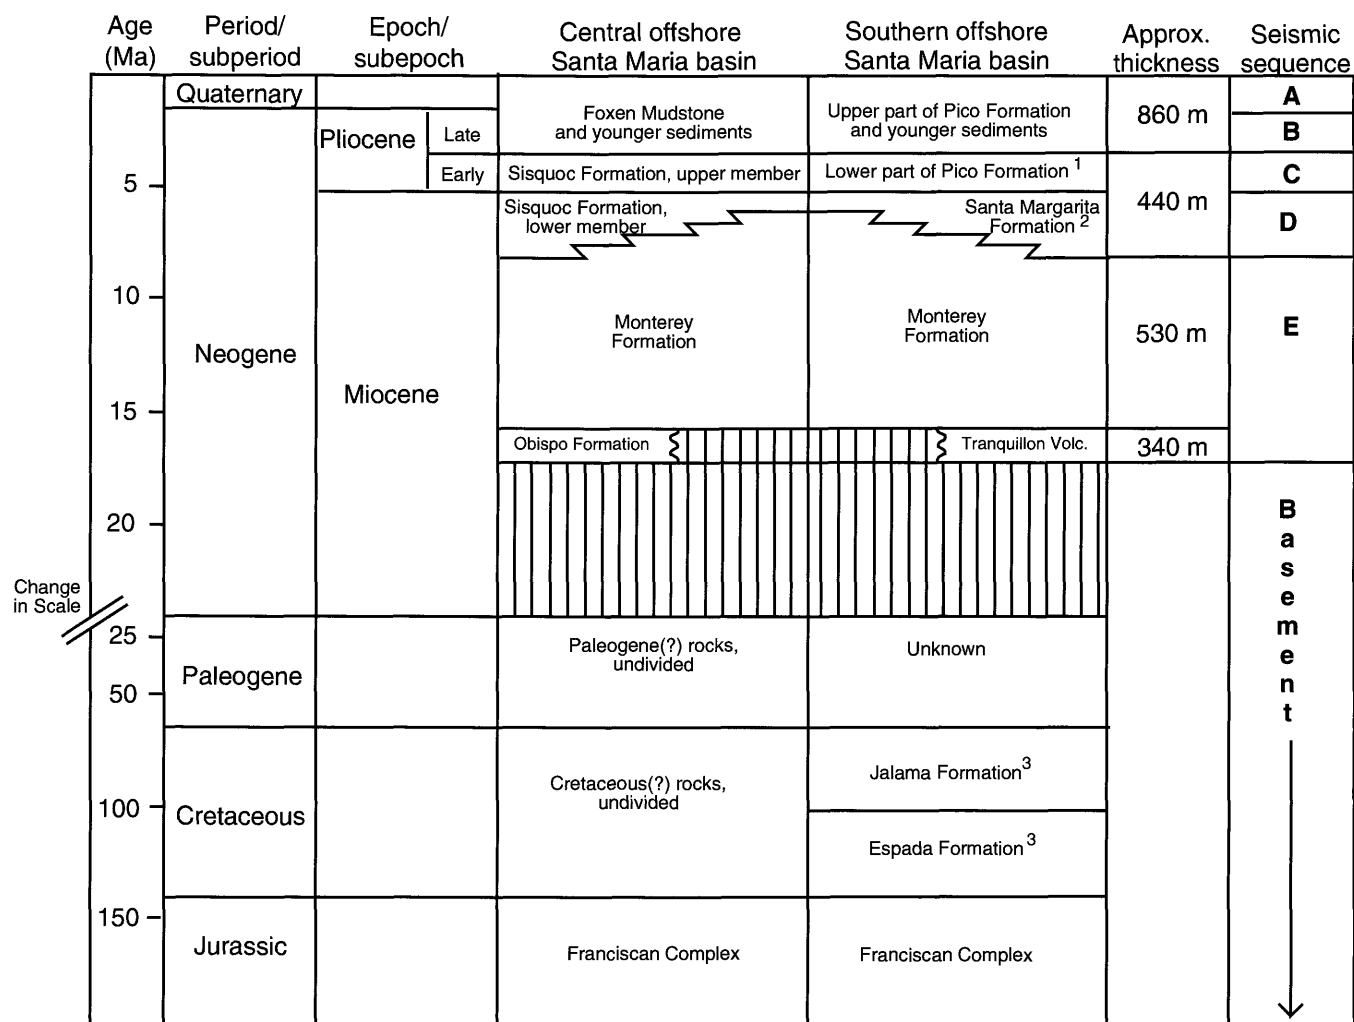 Age
(Ma)
Period/
subperiod
Epoch/
subepoch
Central offshore
Santa Maria basin
Southern offshore
Santa Maria basin
Approx.
thickness
Seismic
sequence
Quaternary
Pliocene
Late
Early
Foxen Mudstone
and younger sediments
Upper part of Pico Formation
and younger sediments
860 m
A
B
5
Sisquoc Formation, upper member
Lower part of Pico Formation 1
C
440 m
Sisquoc Formation,
lower member
Santa Margarita
Formation 2
D
10
Neogene
Miocene
Monterey
Formation
Monterey
Formation
530 m
E
15
Obispo Formation
Tranquillon Volc.
340 m
20
Basement
Change
in Scale
25
Paleogene
Paleogene(?) rocks,
undivided
Unknown
50
100
Cretaceous
Cretaceous(?) rocks,
undivided
Jalama Formation3
Espada Formation 3
150
Jurassic
Franciscan Complex
Franciscan Complex